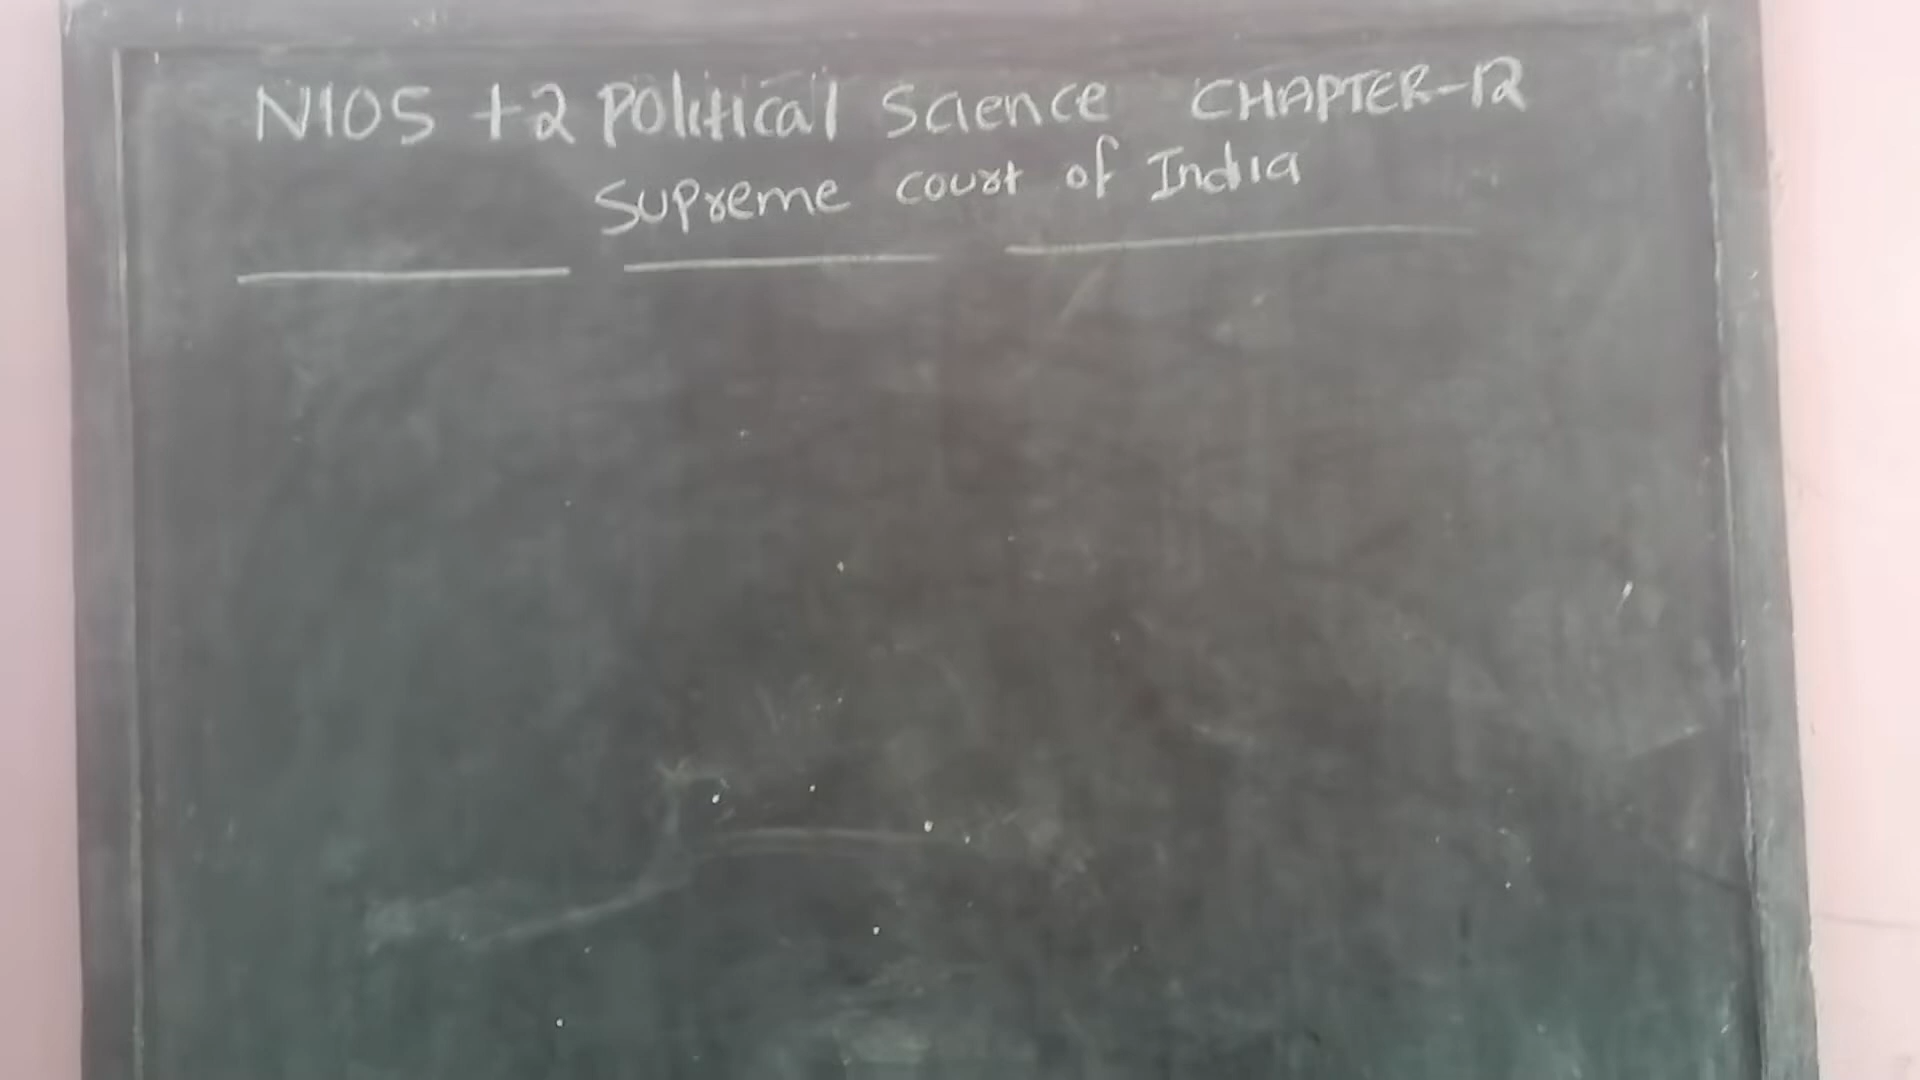 NIOS +2 Political Science CHAPTER-12
Supreme court of India